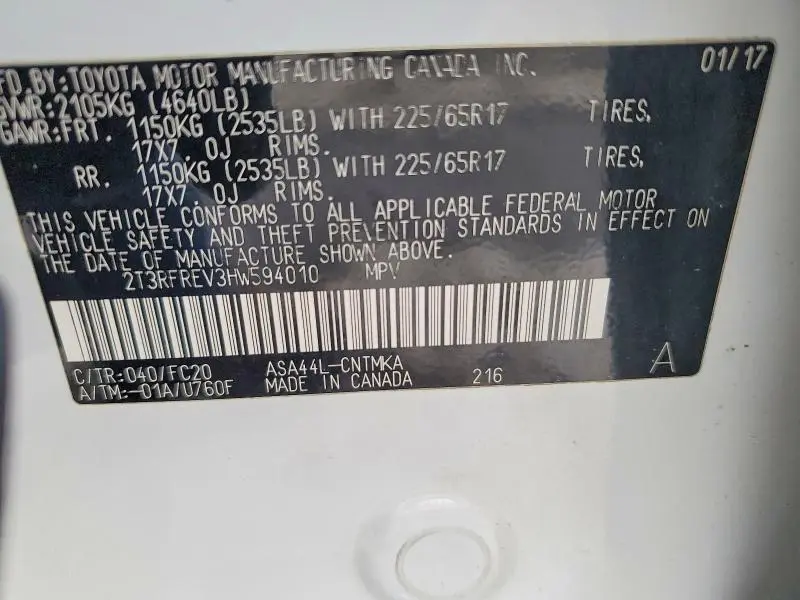 MFD. BY: TOYOTA MOTOR MANUFACTURING CANADA INC. 01/17
GVWR: 2105KG (4640LB)
GAWR: FRT. 1150KG (2535LB) WITH 225/65R17 TIRES,
17X7. 0J RIMS.
RR. 1150KG (2535LB) WITH 225/65R17 TIRES,
17X7. 0J RIMS.
THIS VEHICLE CONFORMS TO ALL APPLICABLE FEDERAL MOTOR
VEHICLE SAFETY AND THEFT PREVENTION STANDARDS IN EFFECT ON
THE DATE OF MANUFACTURE SHOWN ABOVE.
2T3RFREV3HW594010 MPV
C/TR:040/FC20 ASA44L-CNTMKA A
A/TM:-01A/U760F MADE IN CANADA 216